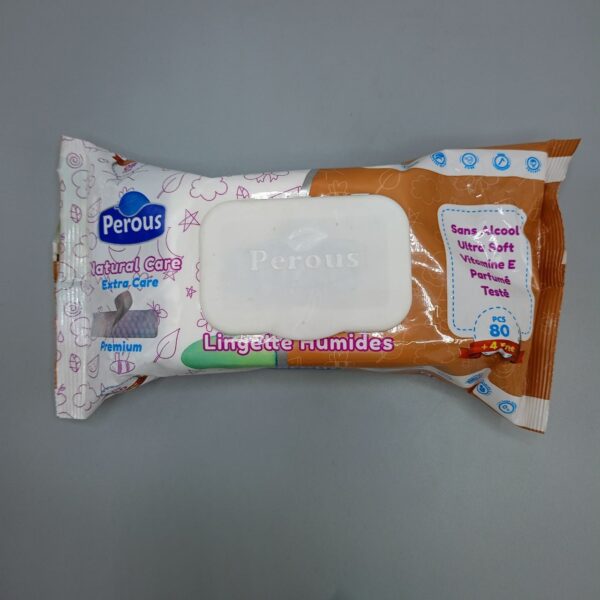 Perous
Natural Care
Extra Care
Premium
Perous
Lingette Humides
Sans Alcool
Ultra Soft
Vitamine E
Parfumé
Testé
PCS
80
+ 4